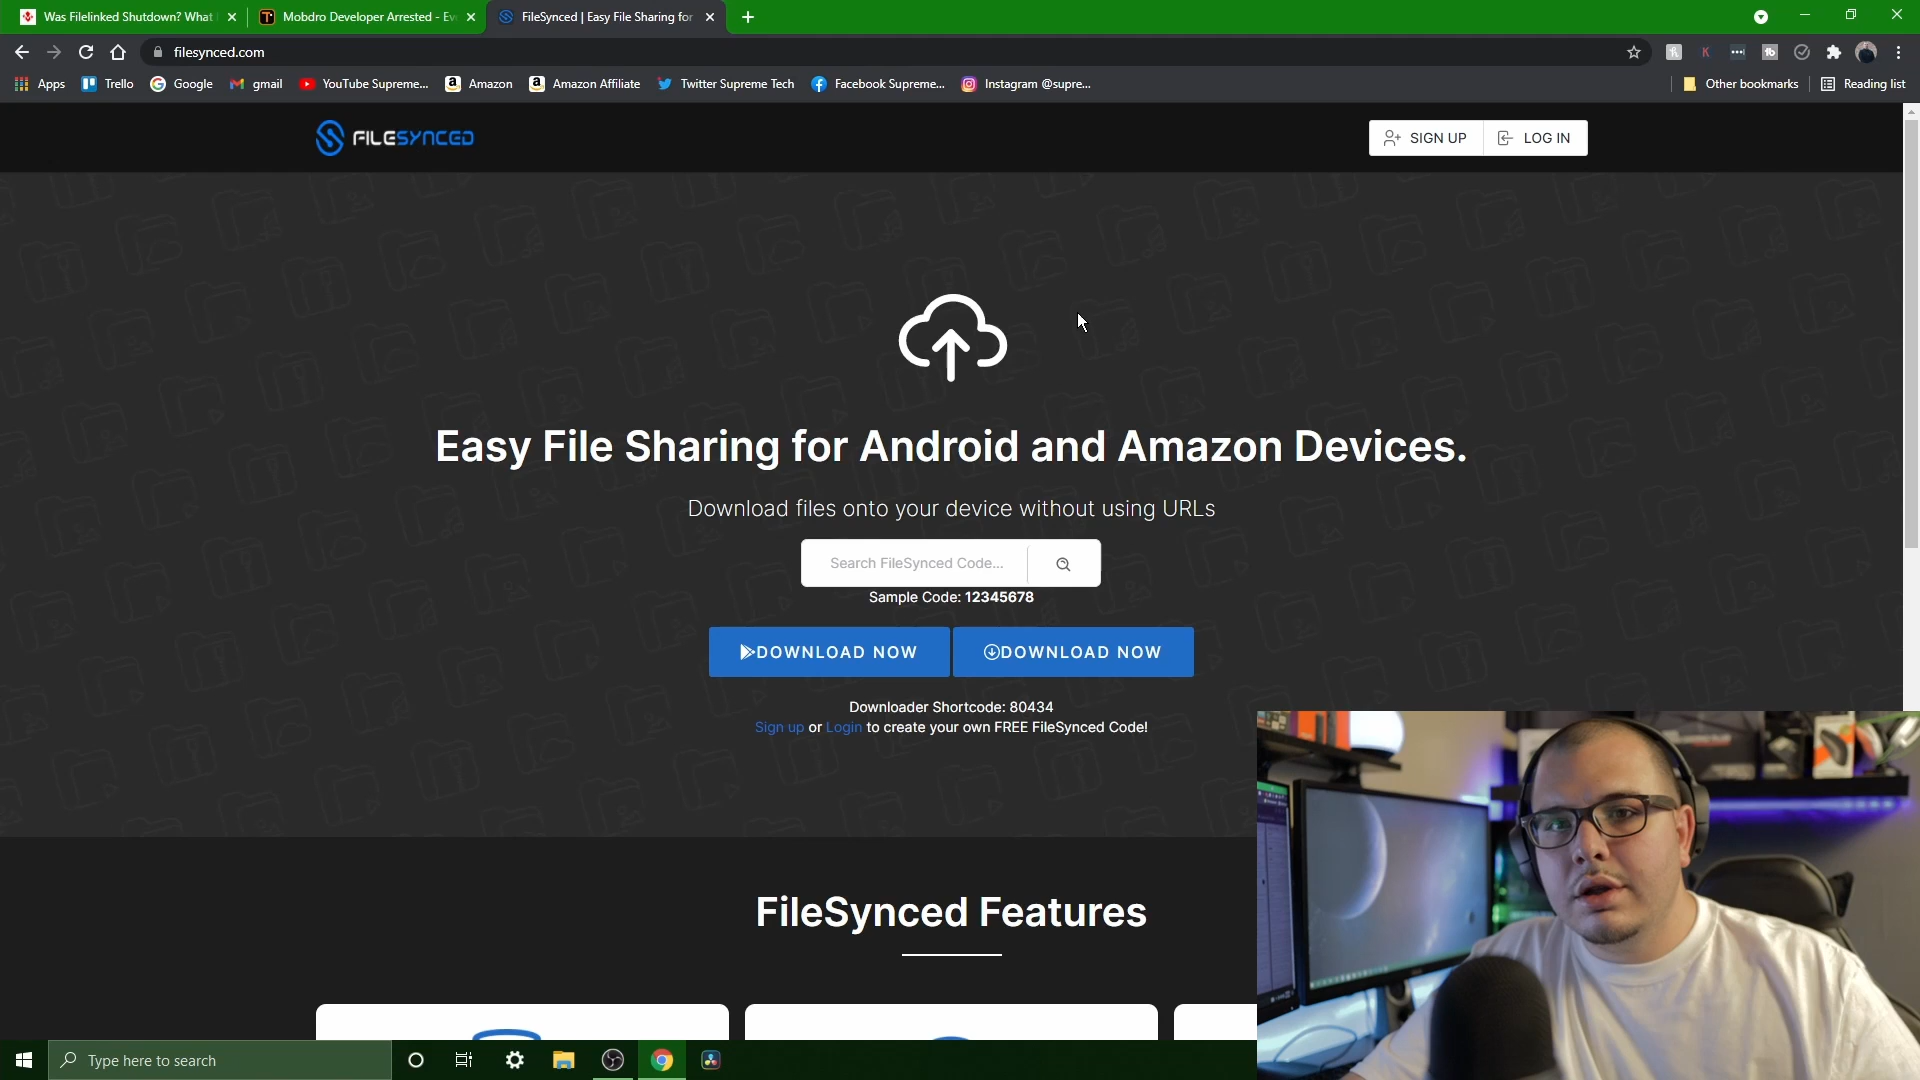 Was Filelinked Shutdown? What
Mobdro Developer Arrested - Ev
FileSynced | Easy File Sharing for
filesynced.com
Apps
Trello
Google
gmail
YouTube Supreme...
Amazon
Amazon Affiliate
Twitter Supreme Tech
Facebook Supreme...
Instagram @supre...
Other bookmarks
Reading list
FILESYNCED
SIGN UP
LOG IN
Easy File Sharing for Android and Amazon Devices.
Download files onto your device without using URLs
Search FileSynced Code...
Sample Code: 12345678
DOWNLOAD NOW
DOWNLOAD NOW
Downloader Shortcode: 80434
Sign up or Login to create your own FREE FileSynced Code!
FileSynced Features
Type here to search